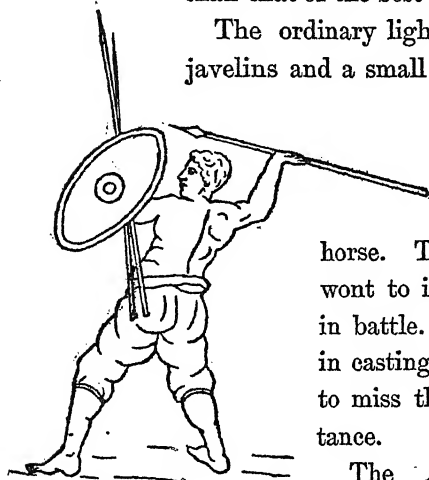 The ordinary ligh
javelins and a small
horse. T
wont to i
in battle.
in casting
to miss th
tance.
The